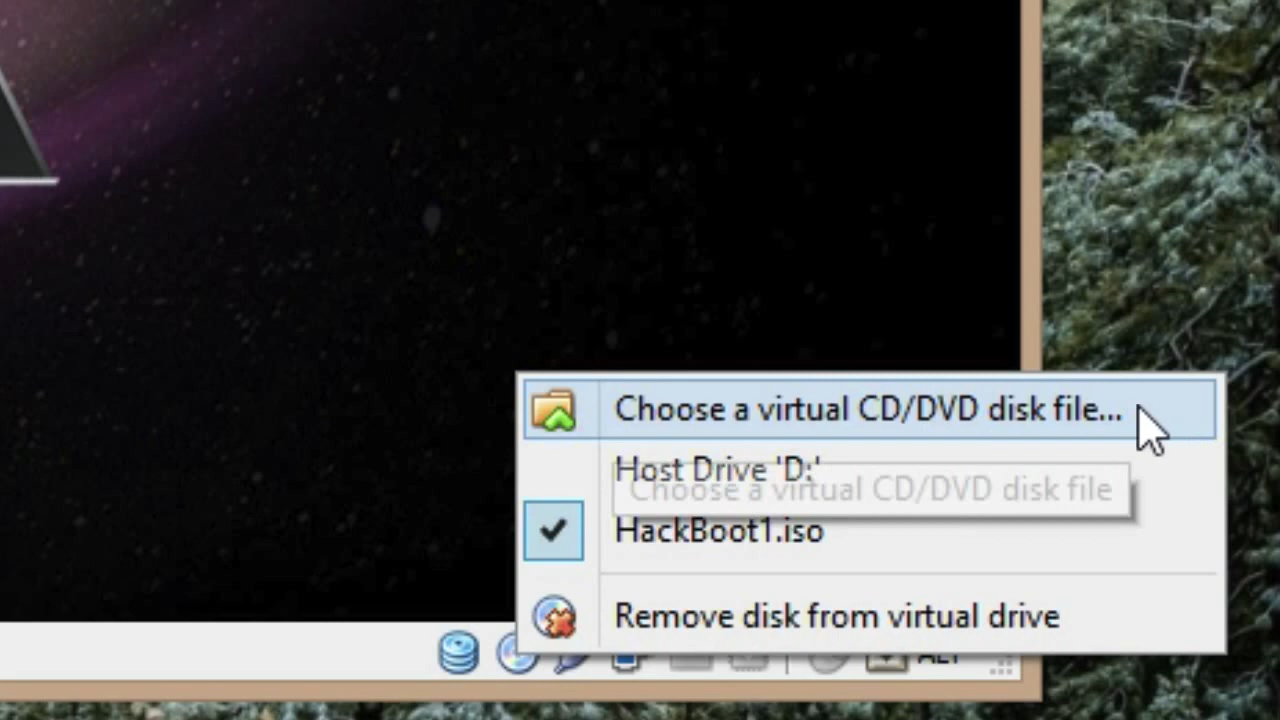 Choose a virtual CD/DVD disk file...
Host Drive 'D:'
Choose a virtual CD/DVD disk file
HackBoot1.iso
Remove disk from virtual drive